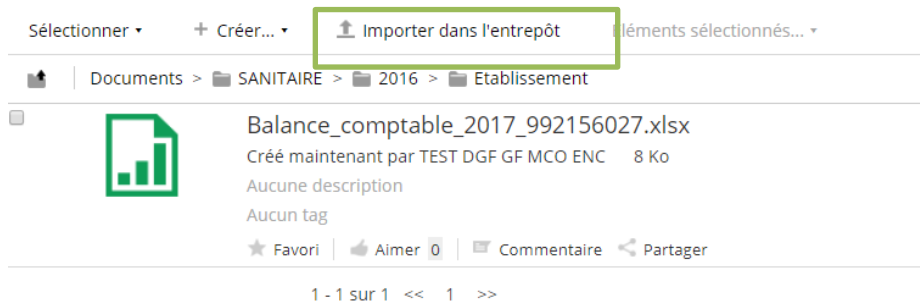 Sélectionner ▾ + Créer... ▾ Importer dans l'entrepôt Éléments sélectionnés... ▾
Documents > SANITAIRE > 2016 > Etablissement
Balance_comptable_2017_992156027.xlsx
Créé maintenant par TEST DGF GF MCO ENC 8 Ko
Aucune description
Aucun tag
Favori Aimer 0 Commentaire Partager
1 - 1 sur 1 << 1 >>